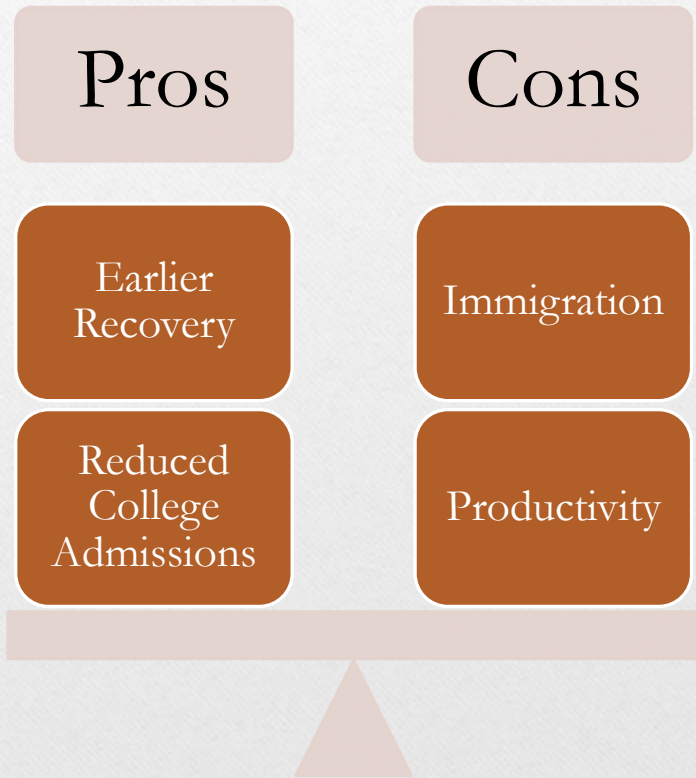 Pros
Cons
Earlier
Recovery
Immigration
Reduced
College
Admissions
Productivity